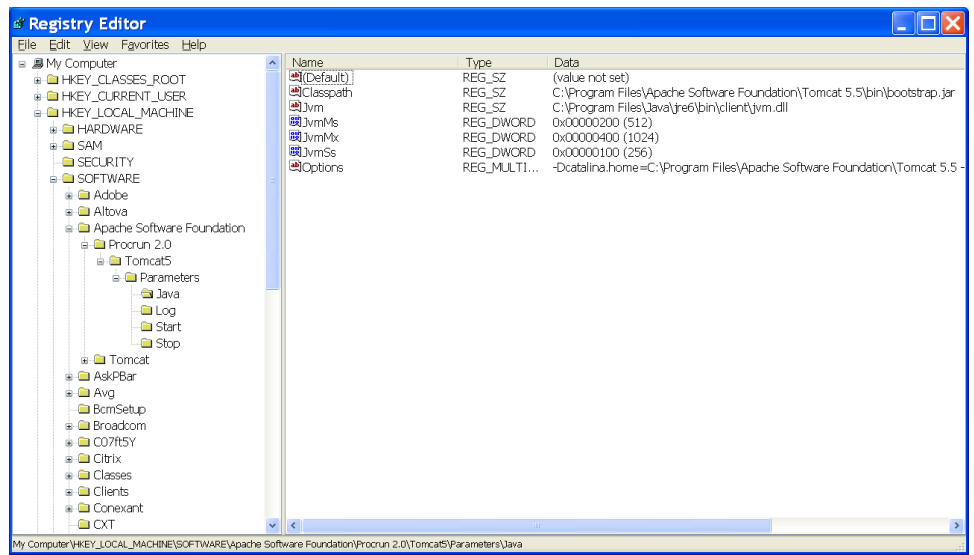 Registry Editor
File Edit View Favorites Help
My Computer
HKEY_CLASSES_ROOT
HKEY_CURRENT_USER
HKEY_LOCAL_MACHINE
HARDWARE
SAM
SECURITY
SOFTWARE
Adobe
Altova
Apache Software Foundation
Procrun 2.0
Tomcat5
Parameters
Java
Log
Start
Stop
Tomcat
AskPBar
Avg
BcmSetup
Broadcom
C07ft5Y
Citrix
Classes
Clients
Conexant
CXT
Name Type Data
(Default) REG_SZ (value not set)
Classpath REG_SZ C:\Program Files\Apache Software Foundation\Tomcat 5.5\bin\bootstrap.jar
Jvm REG_SZ C:\Program Files\Java\jre6\bin\client\jvm.dll
JvmMs REG_DWORD 0x00000200 (512)
JvmMx REG_DWORD 0x00000400 (1024)
JvmSs REG_DWORD 0x00000100 (256)
Options REG_MULTI... -Dcatalina.home=C:\Program Files\Apache Software Foundation\Tomcat 5.5 -
My Computer\HKEY_LOCAL_MACHINE\SOFTWARE\Apache Software Foundation\Procrun 2.0\Tomcat5\Parameters\Java